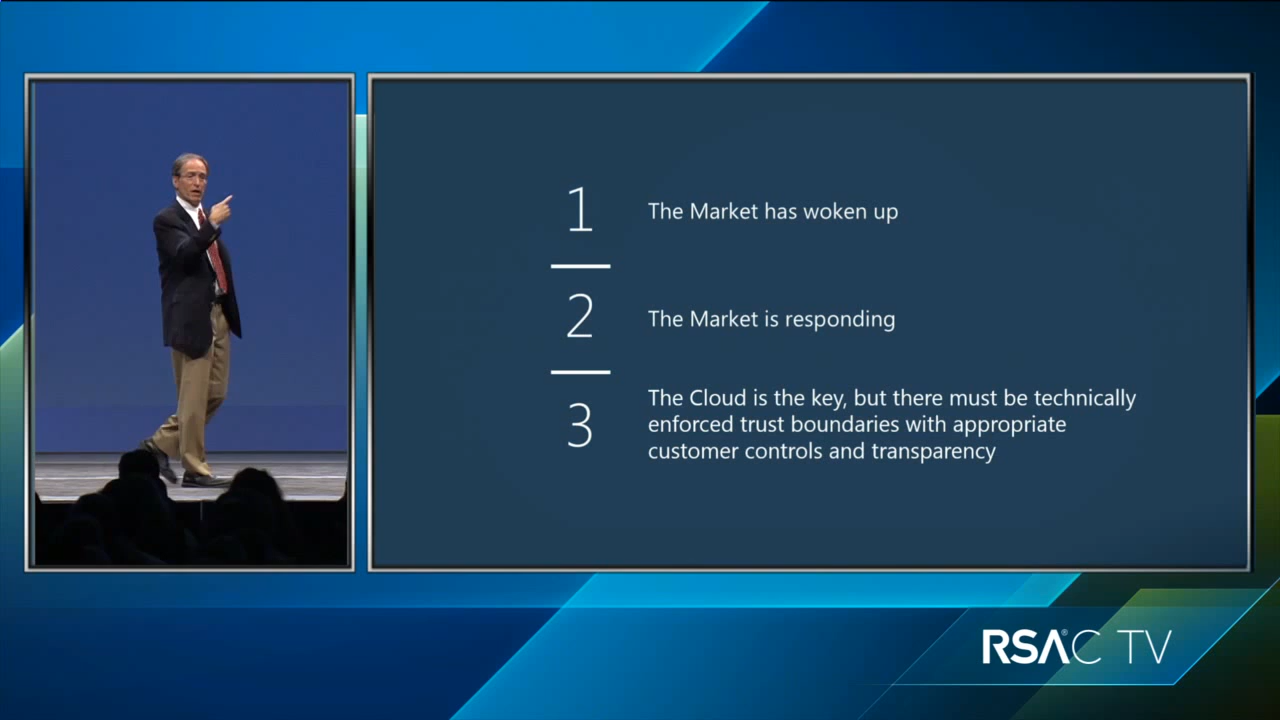 1
The Market has woken up
2
The Market is responding
3
The Cloud is the key, but there must be technically
enforced trust boundaries with appropriate
customer controls and transparency
RSA®C TV